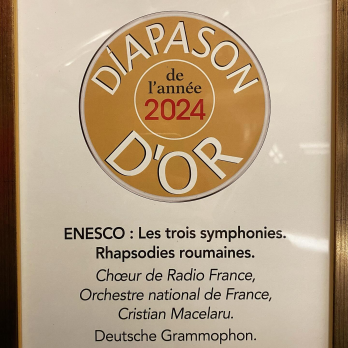 DIAPASON
de
l'année
2024
D'OR
ENESCO : Les trois symphonies.
Rhapsodies roumaines.
Chœur de Radio France,
Orchestre national de France,
Cristian Macelaru.
Deutsche Grammophon.